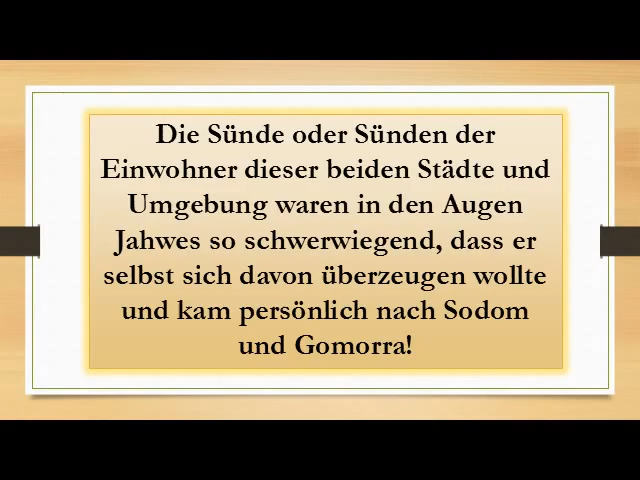 Die Sünde oder Sünden der
Einwohner dieser beiden Städte und
Umgebung waren in den Augen
Jahwes so schwerwiegend, dass er
selbst sich davon überzeugen wollte
und kam persönlich nach Sodom
und Gomorra!